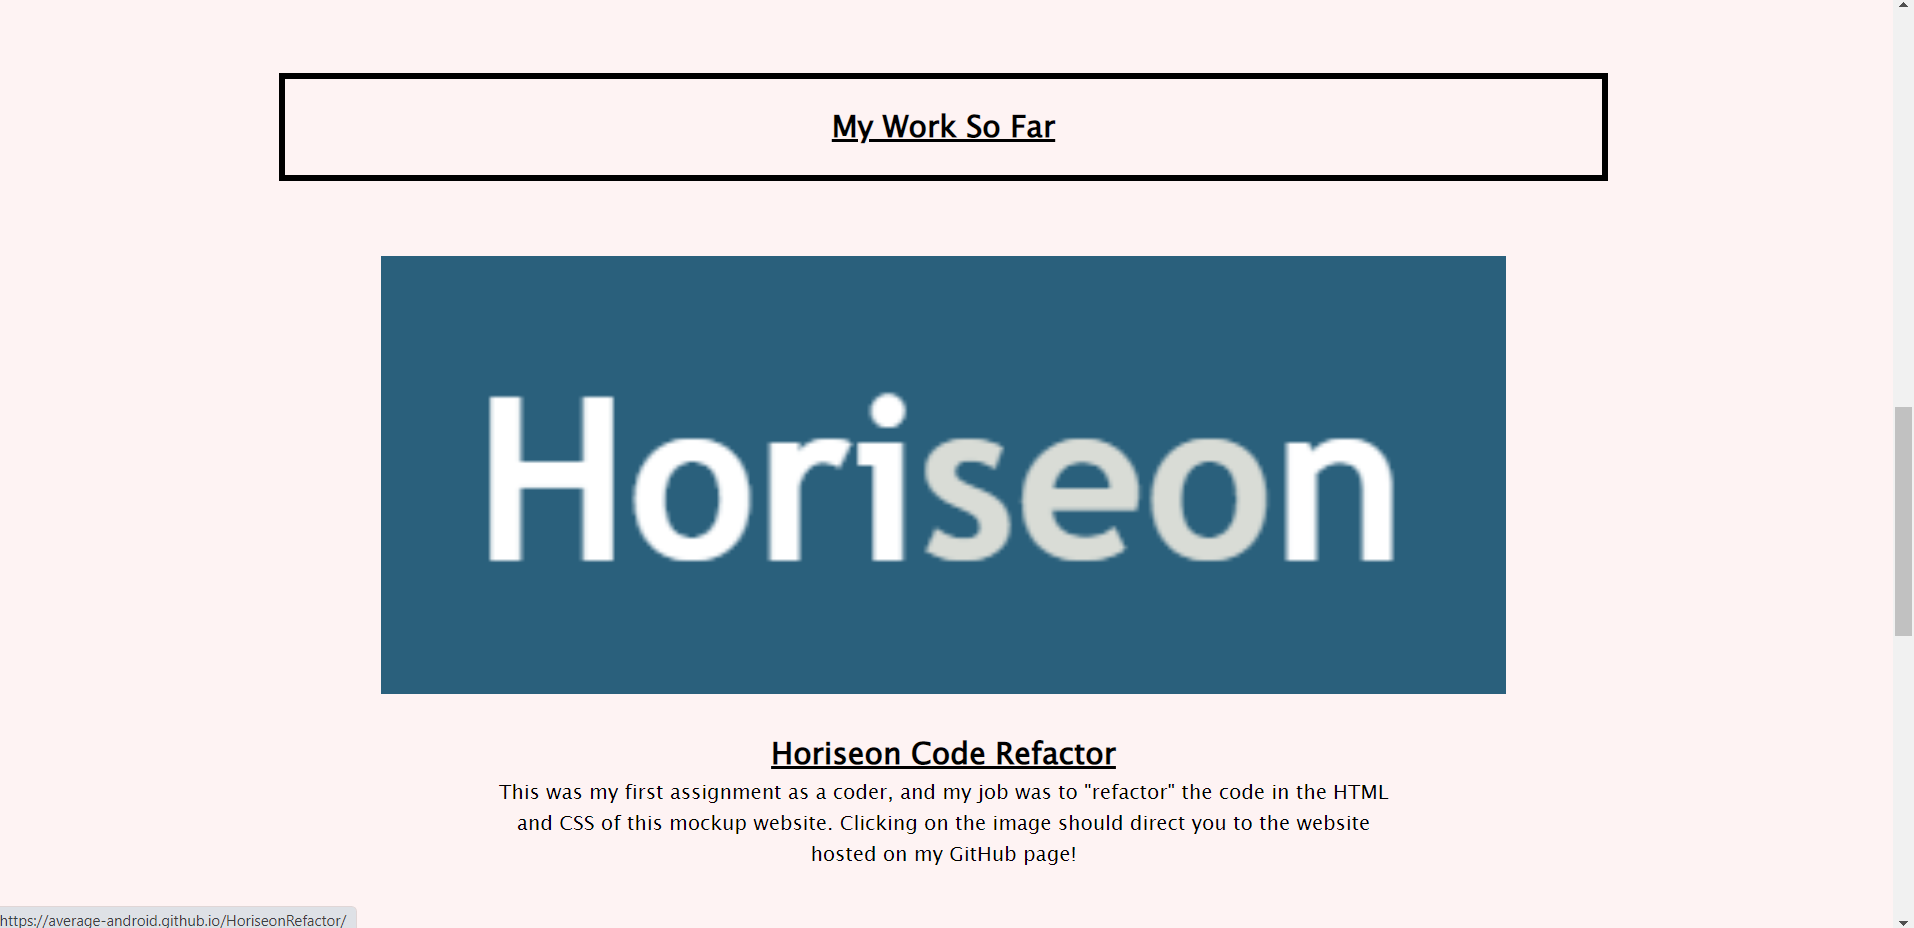 My Work So Far
Horiseon
Horiseon Code Refactor
This was my first assignment as a coder, and my job was to "refactor" the code in the HTML
and CSS of this mockup website. Clicking on the image should direct you to the website
hosted on my GitHub page!
https://average-android.github.io/HoriseonRefactor/